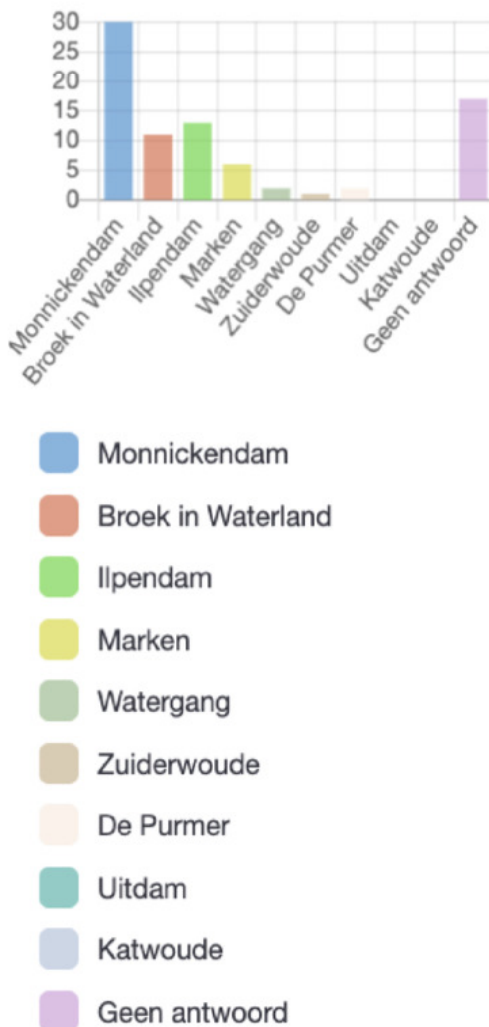 30
25
20
15
10
5
0
Monnickendam
Broek in Waterland
Ilpendam
Marken
Watergang
Zuiderwoude
De Purmer
Uitdam
Katwoude
Geen antwoord
Monnickendam
Broek in Waterland
Ilpendam
Marken
Watergang
Zuiderwoude
De Purmer
Uitdam
Katwoude
Geen antwoord